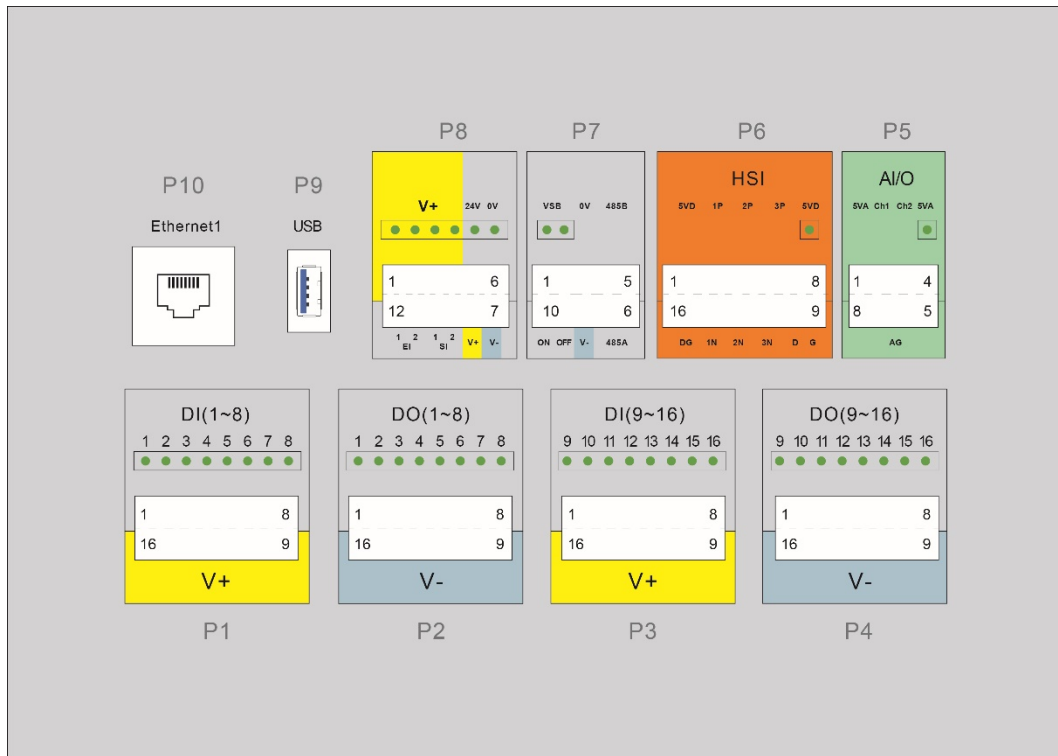 P8 P7 P6 P5
P10 P9
Ethernet1 USB
V+ 24V 0V
1 6
12 7
1 2 1 2 V+ V-
EI SI
VSB 0V 485B
1 5
10 6
ON OFF V- 485A
HSI
5VD 1P 2P 3P 5VD
1 8
16 9
DG 1N 2N 3N D G
AI/O
5VA Ch1 Ch2 5VA
1 4
8 5
AG
DI(1~8)
1 2 3 4 5 6 7 8
1 8
16 9
V+
P1
DO(1~8)
1 2 3 4 5 6 7 8
1 8
16 9
V-
P2
DI(9~16)
9 10 11 12 13 14 15 16
1 8
16 9
V+
P3
DO(9~16)
9 10 11 12 13 14 15 16
1 8
16 9
V-
P4